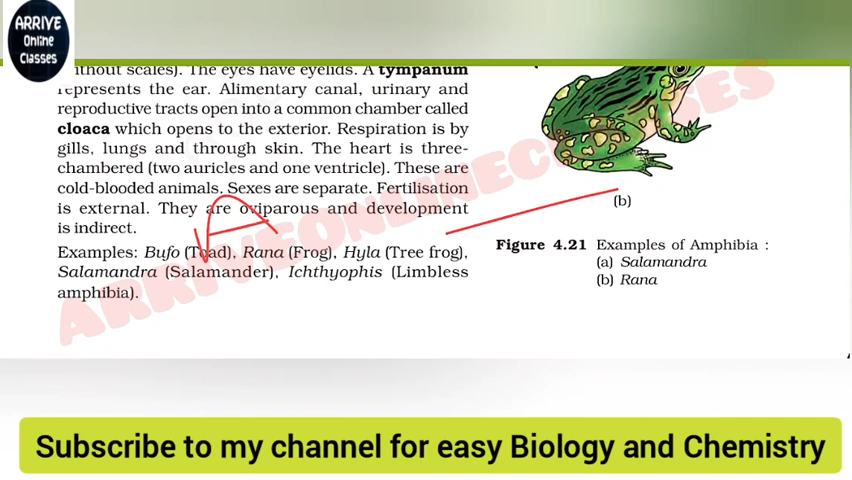 ARRIVE
Online
Classes
ithout scales). The eyes have eyelids. A tympanum
represents the ear. Alimentary canal, urinary and
reproductive tracts open into a common chamber called
cloaca which opens to the exterior. Respiration is by
gills, lungs and through skin. The heart is three-
chambered (two auricles and one ventricle). These are
cold-blooded animals. Sexes are separate. Fertilisation
is external. They are oviparous and development
is indirect.
Examples: Bufo (Toad), Rana (Frog), Hyla (Tree frog),
Salamandra (Salamander), Ichthyophis (Limbless
amphibia).
(b)
Figure 4.21 Examples of Amphibia :
(a) Salamandra
(b) Rana
A
ARRIVEONLINECLASSES
Subscribe to my channel for easy Biology and Chemistry